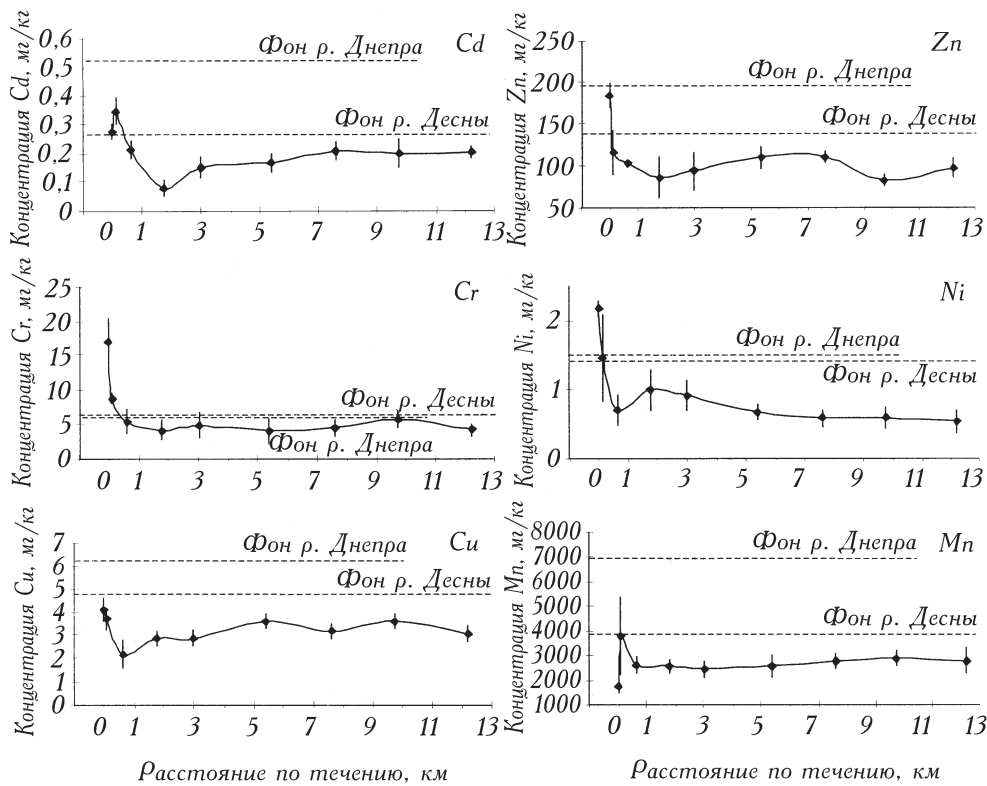 Концентрация Cd, мг/кг
0,6
0,5
0,4
0,3
0,2
0,1
0
Фон р. Днепра
Cd
Фон р. Десны
0 1 3 5 7 9 11 13
Концентрация Zn, мг/кг
250
200
150
100
50
Zn
Фон р. Днепра
Фон р. Десны
0 1 3 5 7 9 11 13
Концентрация Cr, мг/кг
25
20
15
10
5
0
Cr
Фон р. Десны
Фон р. Днепра
0 1 3 5 7 9 11 13
Концентрация Ni, мг/кг
2
1
0
Ni
Фон р. Днепра
Фон р. Десны
0 1 3 5 7 9 11 13
Концентрация Cu, мг/кг
7
6
5
4
3
2
1
0
Фон р. Днепра
Cu
Фон р. Десны
0 1 3 5 7 9 11 13
Расстояние по течению, км
Концентрация Mn, мг/кг
8000
7000
6000
5000
4000
3000
2000
1000
Фон р. Днепра
Mn
Фон р. Десны
0 1 3 5 7 9 11 13
Расстояние по течению, км